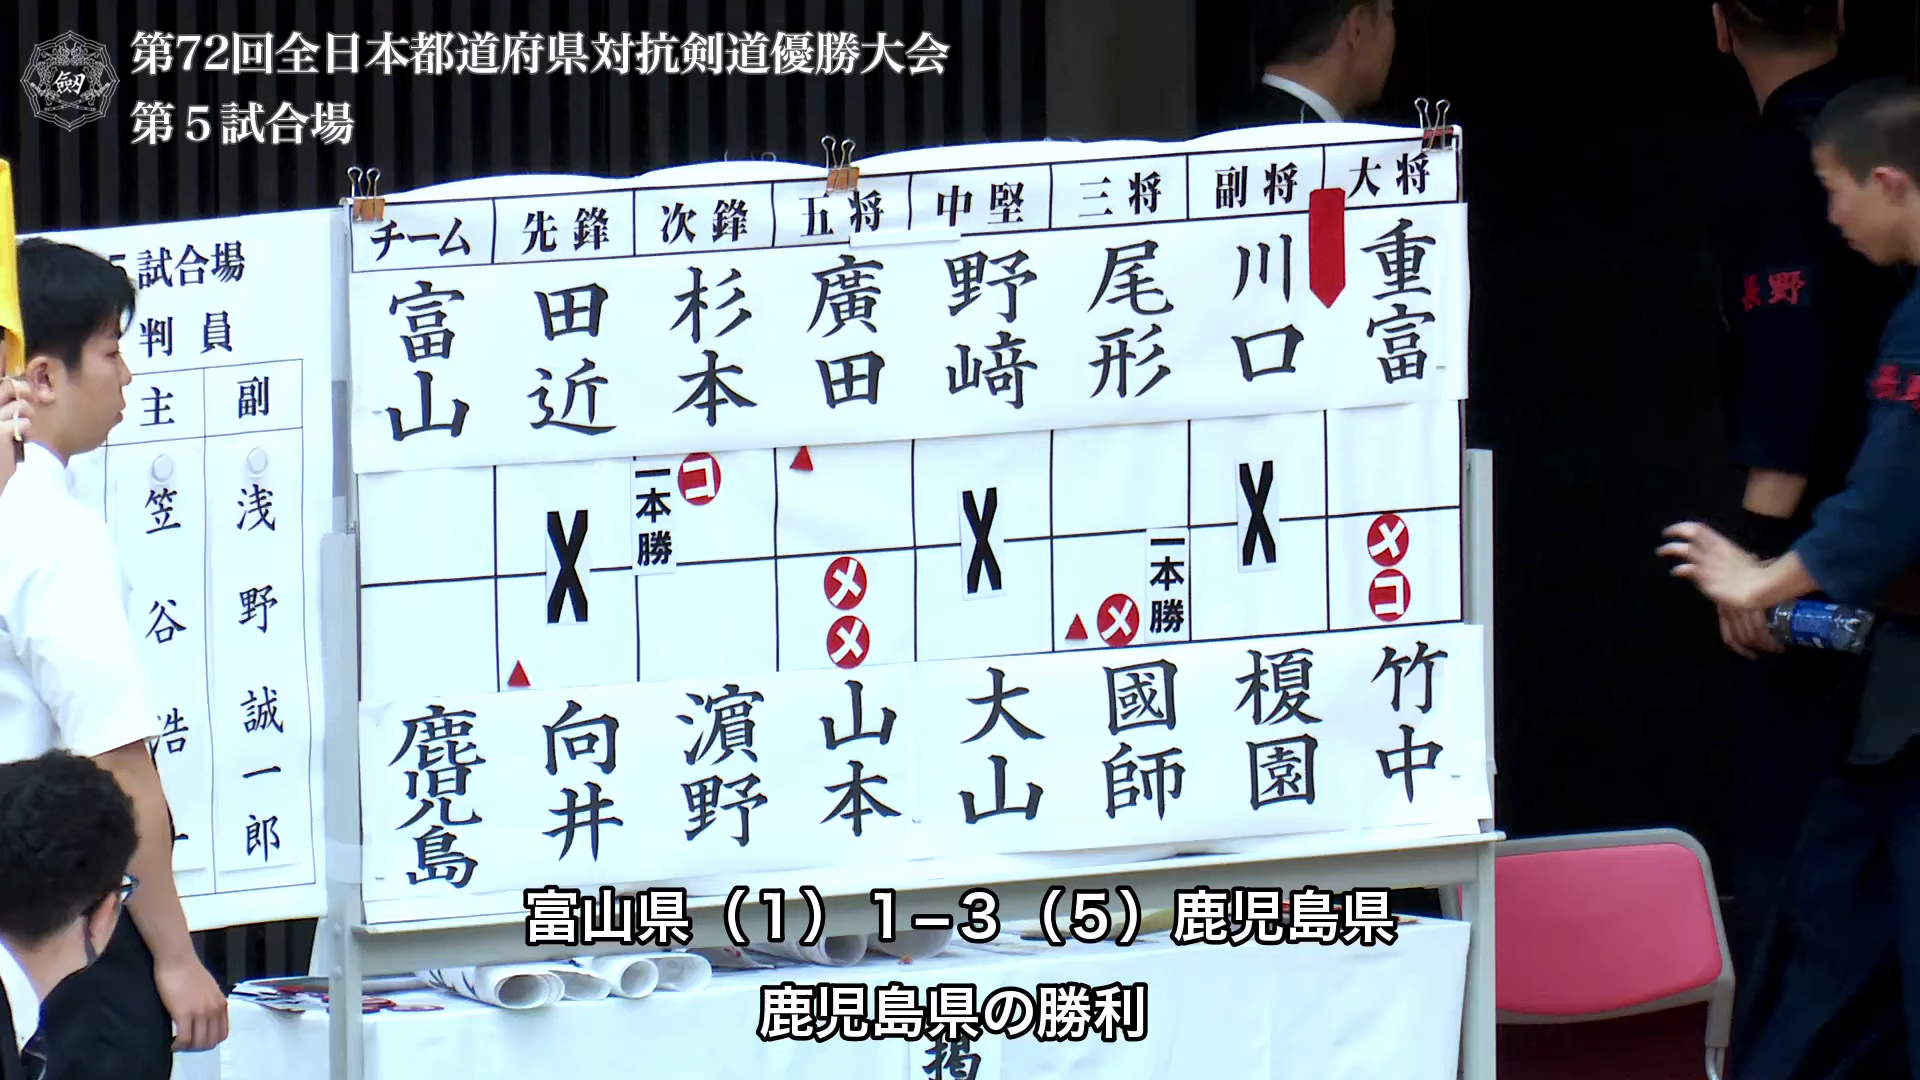 第72回全日本都道府県対抗剣道優勝大会
第５試合場
劔
試合場
判員
主 副
笠谷浩
浅野誠一郎
チーム 先鋒 次鋒 五将 中堅 三将 副将 大将
富山 田近 杉本 廣田 野﨑 尾形 川口 重富
X 一本勝 コ X X
メ メ メ 一本勝 メ コ
鹿児島 向井 濵野 山本 大山 國師 榎園 竹中
長野
富山県（１）１−３（５）鹿児島県
鹿児島県の勝利